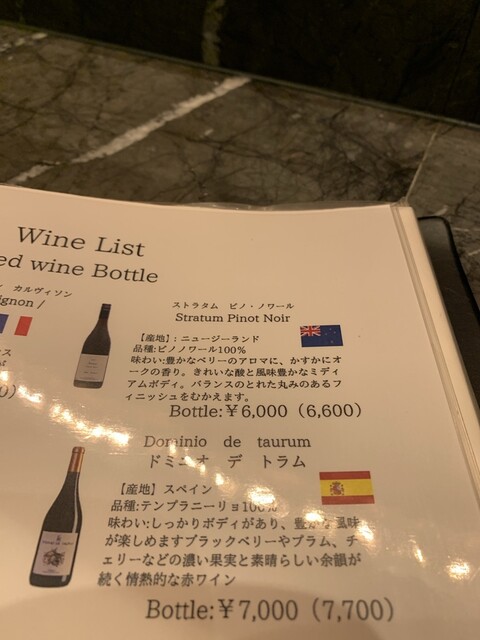 Wine List
ed wine Bottle
カルヴィソン
ignon /
ス
が
0)
ストラタム ピノ・ノワール
Stratum Pinot Noir
【産地】: ニュージーランド
品種:ピノノワール100%
味わい:豊かなベリーのアロマに、かすかにオ
ークの香り。きれいな酸と風味豊かなミディ
アムボディ。バランスのとれた丸みのあるフ
ィニッシュをむかえます。
Bottle:￥6,000（6,600）
Dominio de taurum
ドミニオ デ トラム
【産地】スペイン
品種:テンプラニーリョ100%
味わい:しっかりボディがあり、豊かな風味
が楽しめますブラックベリーやプラム、チ
ェリーなどの濃い果実と素晴らしい余韻が
続く情熱的な赤ワイン
Bottle:￥7,000（7,700）